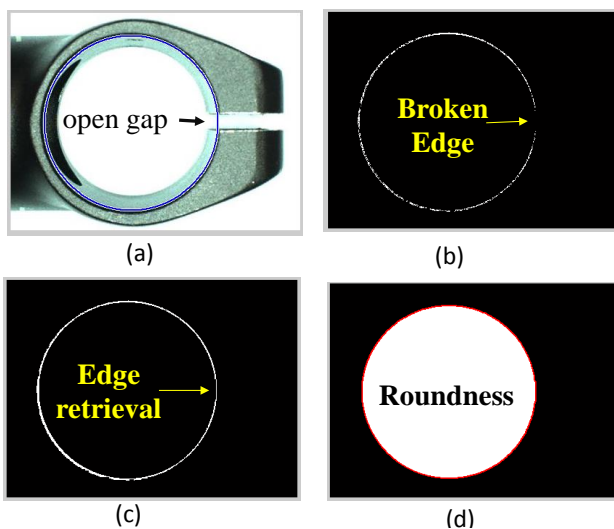 open gap
(a)
Broken
Edge
(b)
Edge
retrieval
(c)
Roundness
(d)